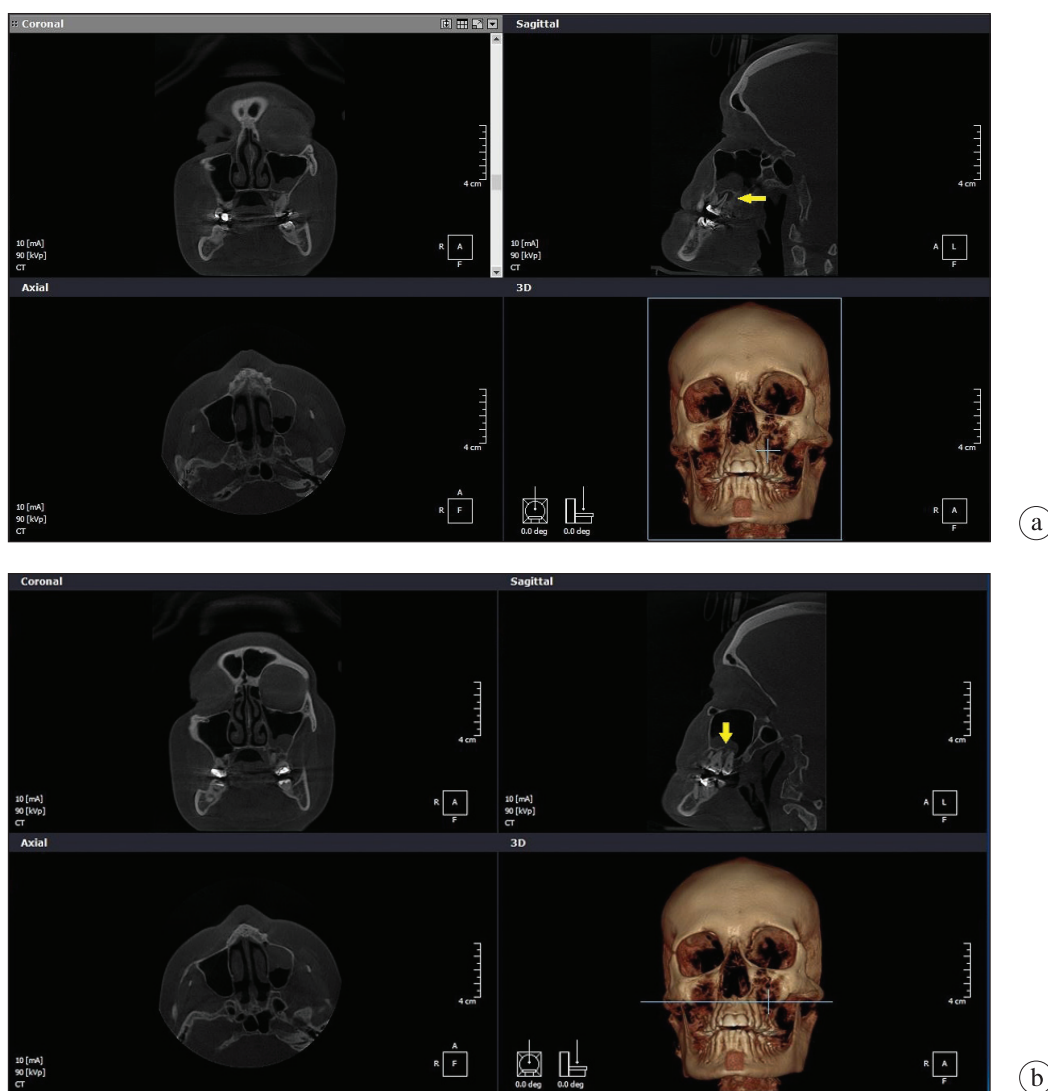 Coronal
Sagittal
4 cm
10 [mA]
90 [kVp]
CT
R A
F
4 cm
10 [mA]
90 [kVp]
CT
A L
F
Axial
3D
4 cm
10 [mA]
90 [kVp]
CT
A
R F
0.0 deg 0.0 deg
4 cm
R A
F
a
Coronal
Sagittal
4 cm
10 [mA]
90 [kVp]
CT
R A
F
4 cm
10 [mA]
90 [kVp]
CT
A L
F
Axial
3D
4 cm
10 [mA]
90 [kVp]
CT
A
R F
0.0 deg 0.0 deg
4 cm
R A
F
b